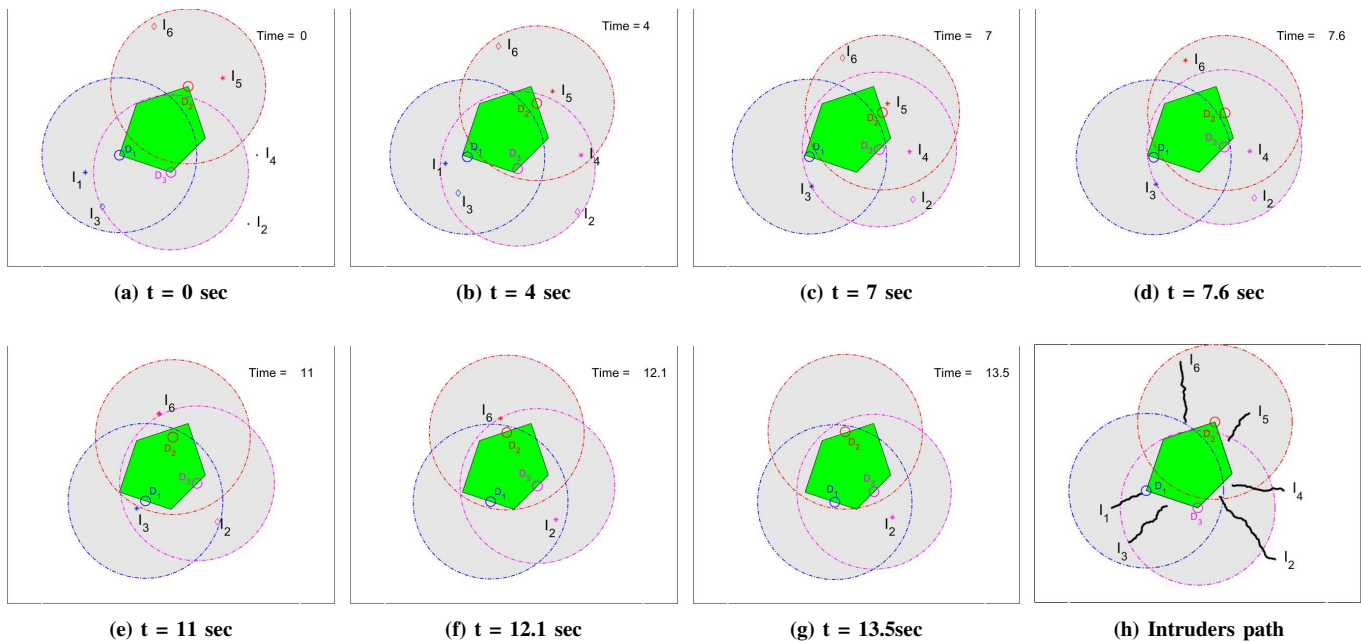 I6
Time = 0
I5
D2
D1
I4
I1
D3
I3
I2
(a) t = 0 sec
I6
Time = 4
I5
D2
D1
I4
I1
D3
I3
I2
(b) t = 4 sec
I6
Time = 7
I5
D2
D3
I4
D1
I3
I2
(c) t = 7 sec
I6
Time = 7.6
D2
D3
I4
D1
I3
I2
(d) t = 7.6 sec
Time = 11
I6
D2
D3
D1
I3
I2
(e) t = 11 sec
Time = 12.1
I6
D2
D3
D1
I2
(f) t = 12.1 sec
Time = 13.5
D2
D3
D1
I2
(g) t = 13.5sec
I6
I5
D2
D1
I4
I1
D3
I3
I2
(h) Intruders path